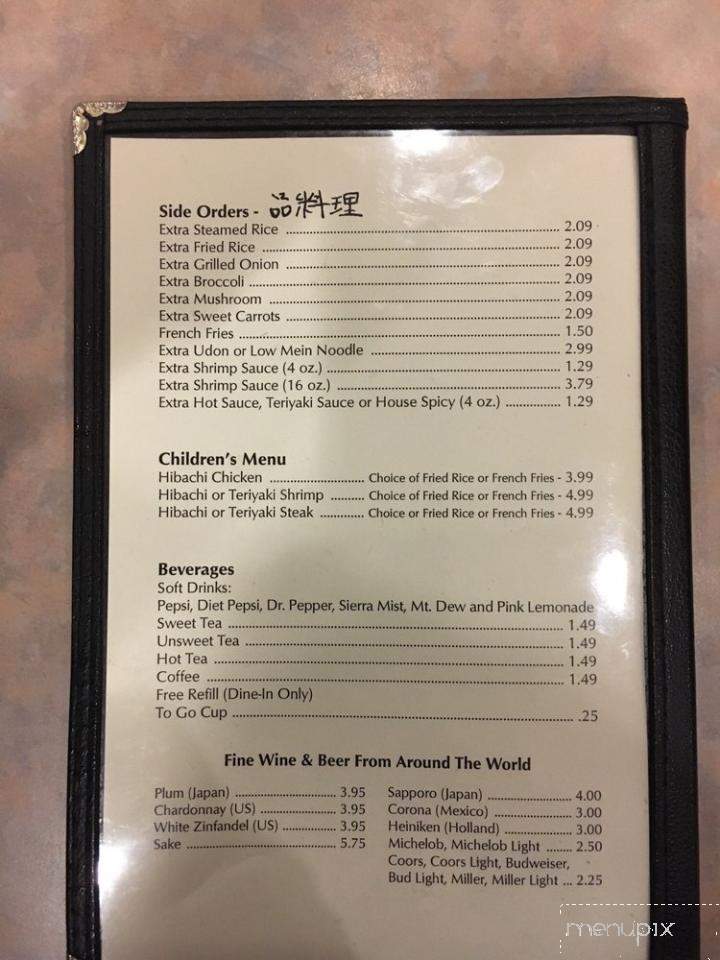 Side Orders - 品料理
Extra Steamed Rice 2.09
Extra Fried Rice 2.09
Extra Grilled Onion 2.09
Extra Broccoli 2.09
Extra Mushroom 2.09
Extra Sweet Carrots 2.09
French Fries 1.50
Extra Udon or Low Mein Noodle 2.99
Extra Shrimp Sauce (4 oz.) 1.29
Extra Shrimp Sauce (16 oz.) 3.79
Extra Hot Sauce, Teriyaki Sauce or House Spicy (4 oz.) 1.29
Children's Menu
Hibachi Chicken Choice of Fried Rice or French Fries - 3.99
Hibachi or Teriyaki Shrimp Choice of Fried Rice or French Fries - 4.99
Hibachi or Teriyaki Steak Choice or Fried Rice or French Fries - 4.99
Beverages
Soft Drinks:
Pepsi, Diet Pepsi, Dr. Pepper, Sierra Mist, Mt. Dew and Pink Lemonade
Sweet Tea 1.49
Unsweet Tea 1.49
Hot Tea 1.49
Coffee 1.49
Free Refill (Dine-In Only)
To Go Cup .25
Fine Wine & Beer From Around The World
Plum (Japan) 3.95
Chardonnay (US) 3.95
White Zinfandel (US) 3.95
Sake 5.75
Sapporo (Japan) 4.00
Corona (Mexico) 3.00
Heiniken (Holland) 3.00
Michelob, Michelob Light 2.50
Coors, Coors Light, Budweiser,
Bud Light, Miller, Miller Light ... 2.25
menupix